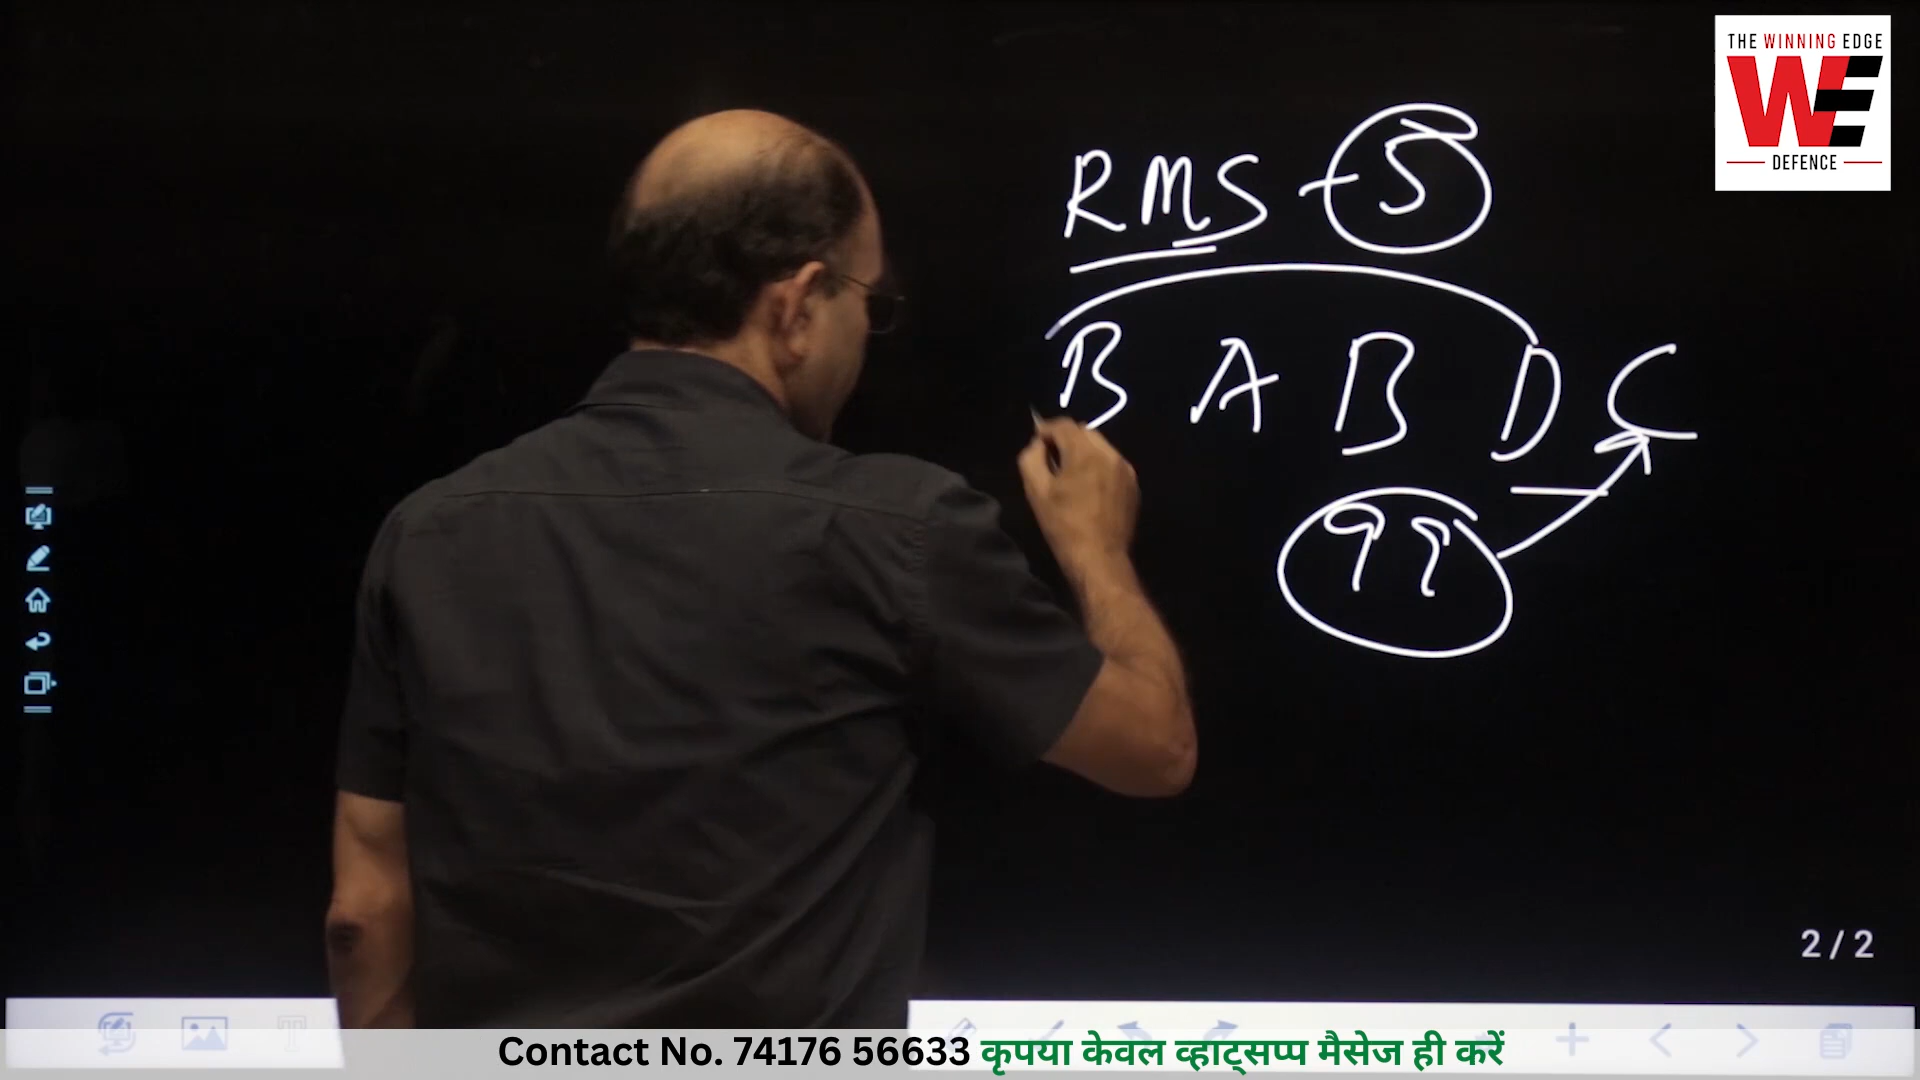 THE WINNING EDGE
WE
DEFENCE
RMS - 5
B A B D C
99
2 / 2
Contact No. 74176 56633 कृपया केवल व्हाट्सप्प मैसेज ही करें